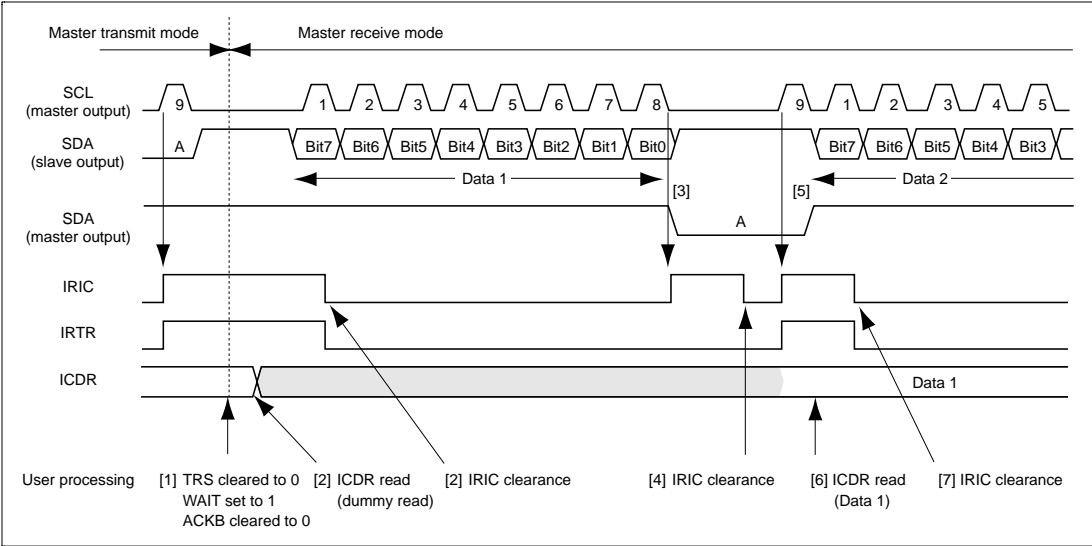 Master transmit mode Master receive mode
SCL
(master output)
9 1 2 3 4 5 6 7 8 9 1 2 3 4 5
SDA
(slave output)
A Bit7 Bit6 Bit5 Bit4 Bit3 Bit2 Bit1 Bit0 Bit7 Bit6 Bit5 Bit4 Bit3
Data 1 [3] [5] Data 2
SDA
(master output)
A
IRIC
IRTR
ICDR Data 1
User processing [1] TRS cleared to 0 [2] ICDR read [2] IRIC clearance [4] IRIC clearance [6] ICDR read [7] IRIC clearance
WAIT set to 1 (dummy read) (Data 1)
ACKB cleared to 0